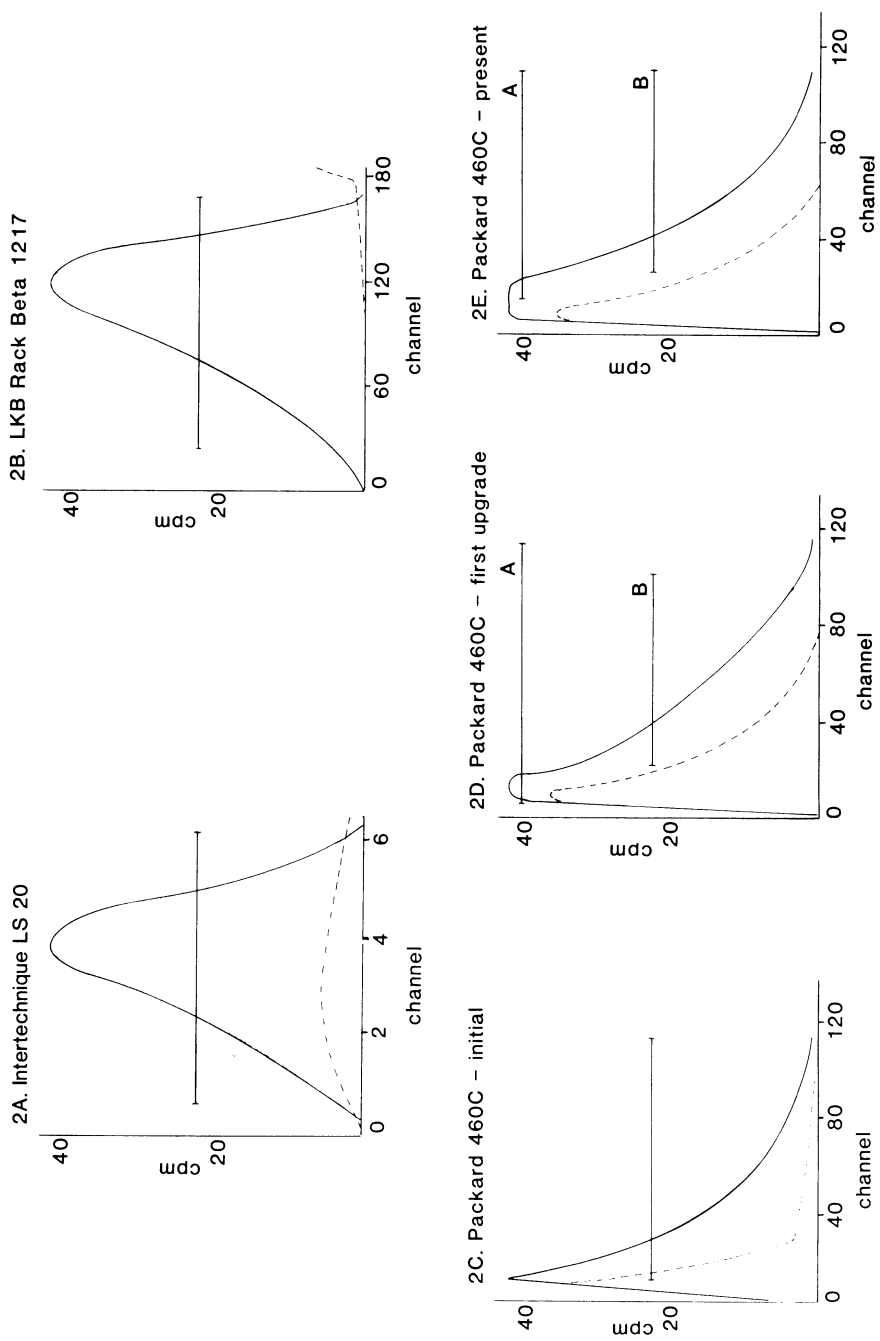 2A. Intertechnique LS 20
40
cpm
20
0
2
4
6
channel
2B. LKB Rack Beta 1217
40
cpm
20
0
60
120
180
channel
2C. Packard 460C – initial
40
cpm
20
0
40
80
120
channel
2D. Packard 460C – first upgrade
A
B
40
cpm
20
0
40
80
120
channel
2E. Packard 460C – present
A
B
40
cpm
20
0
40
80
120
channel